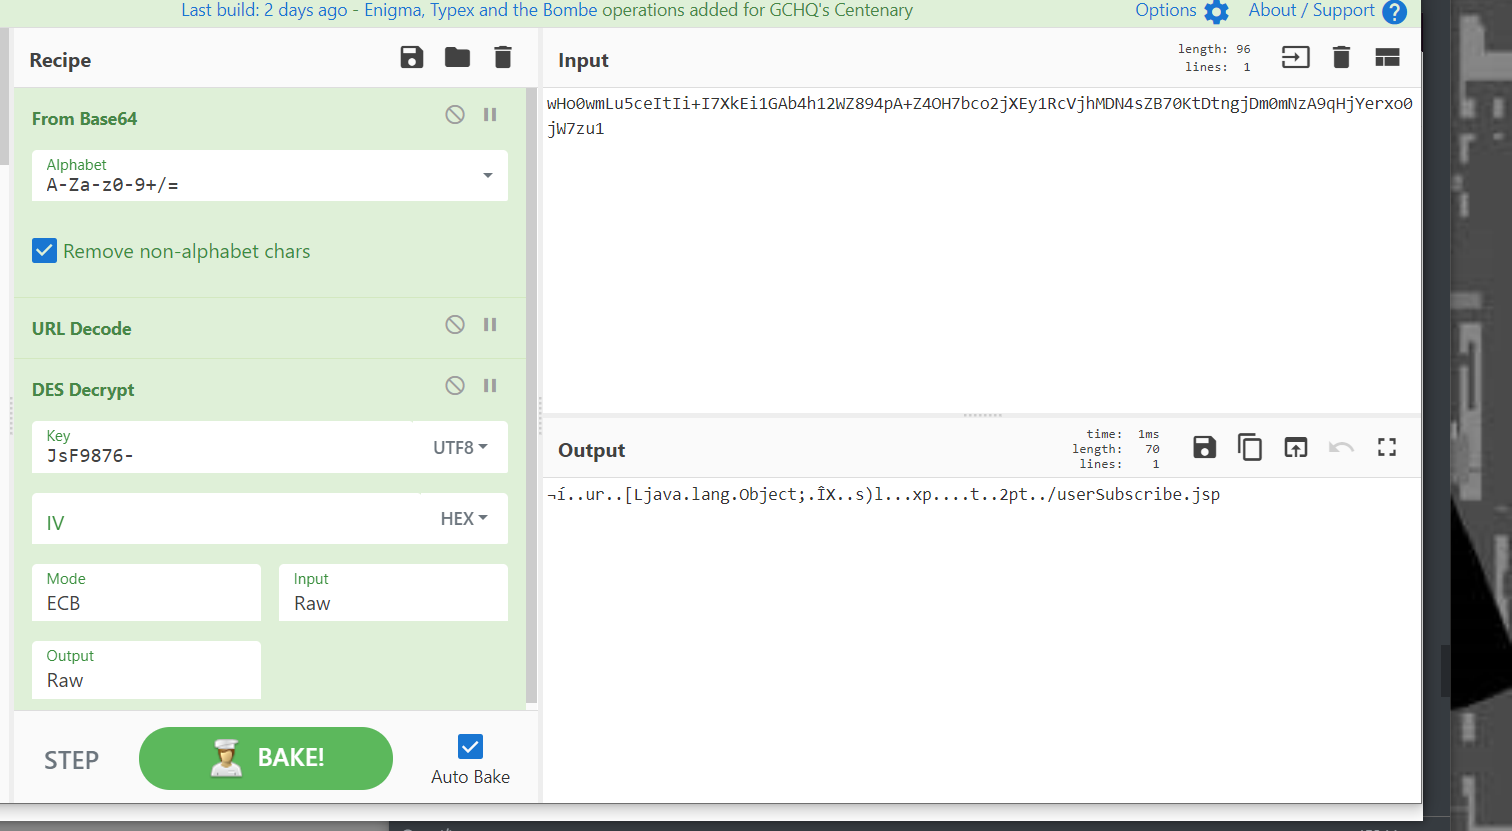 Last build: 2 days ago - Enigma, Typex and the Bombe operations added for GCHQ's Centenary
Options
About / Support ?
Recipe
From Base64
Alphabet
A-Za-z0-9+/=
Remove non-alphabet chars
URL Decode
DES Decrypt
Key
JsF9876-
UTF8
IV
HEX
Mode
ECB
Input
Raw
Output
Raw
STEP
BAKE!
Auto Bake
Input
length: 96
lines: 1
wHo0wmLu5ceItIi+I7XkEi1GAb4h12WZ894pA+Z4OH7bco2jXEy1RcVjhMDN4sZB70KtDtngjDm0mNzA9qHjYerxo0
jW7zu1
Output
time: 1ms
length: 70
lines: 1
¬í..ur..[Ljava.lang.Object;.ÎX..s)l...xp....t..2pt../userSubscribe.jsp